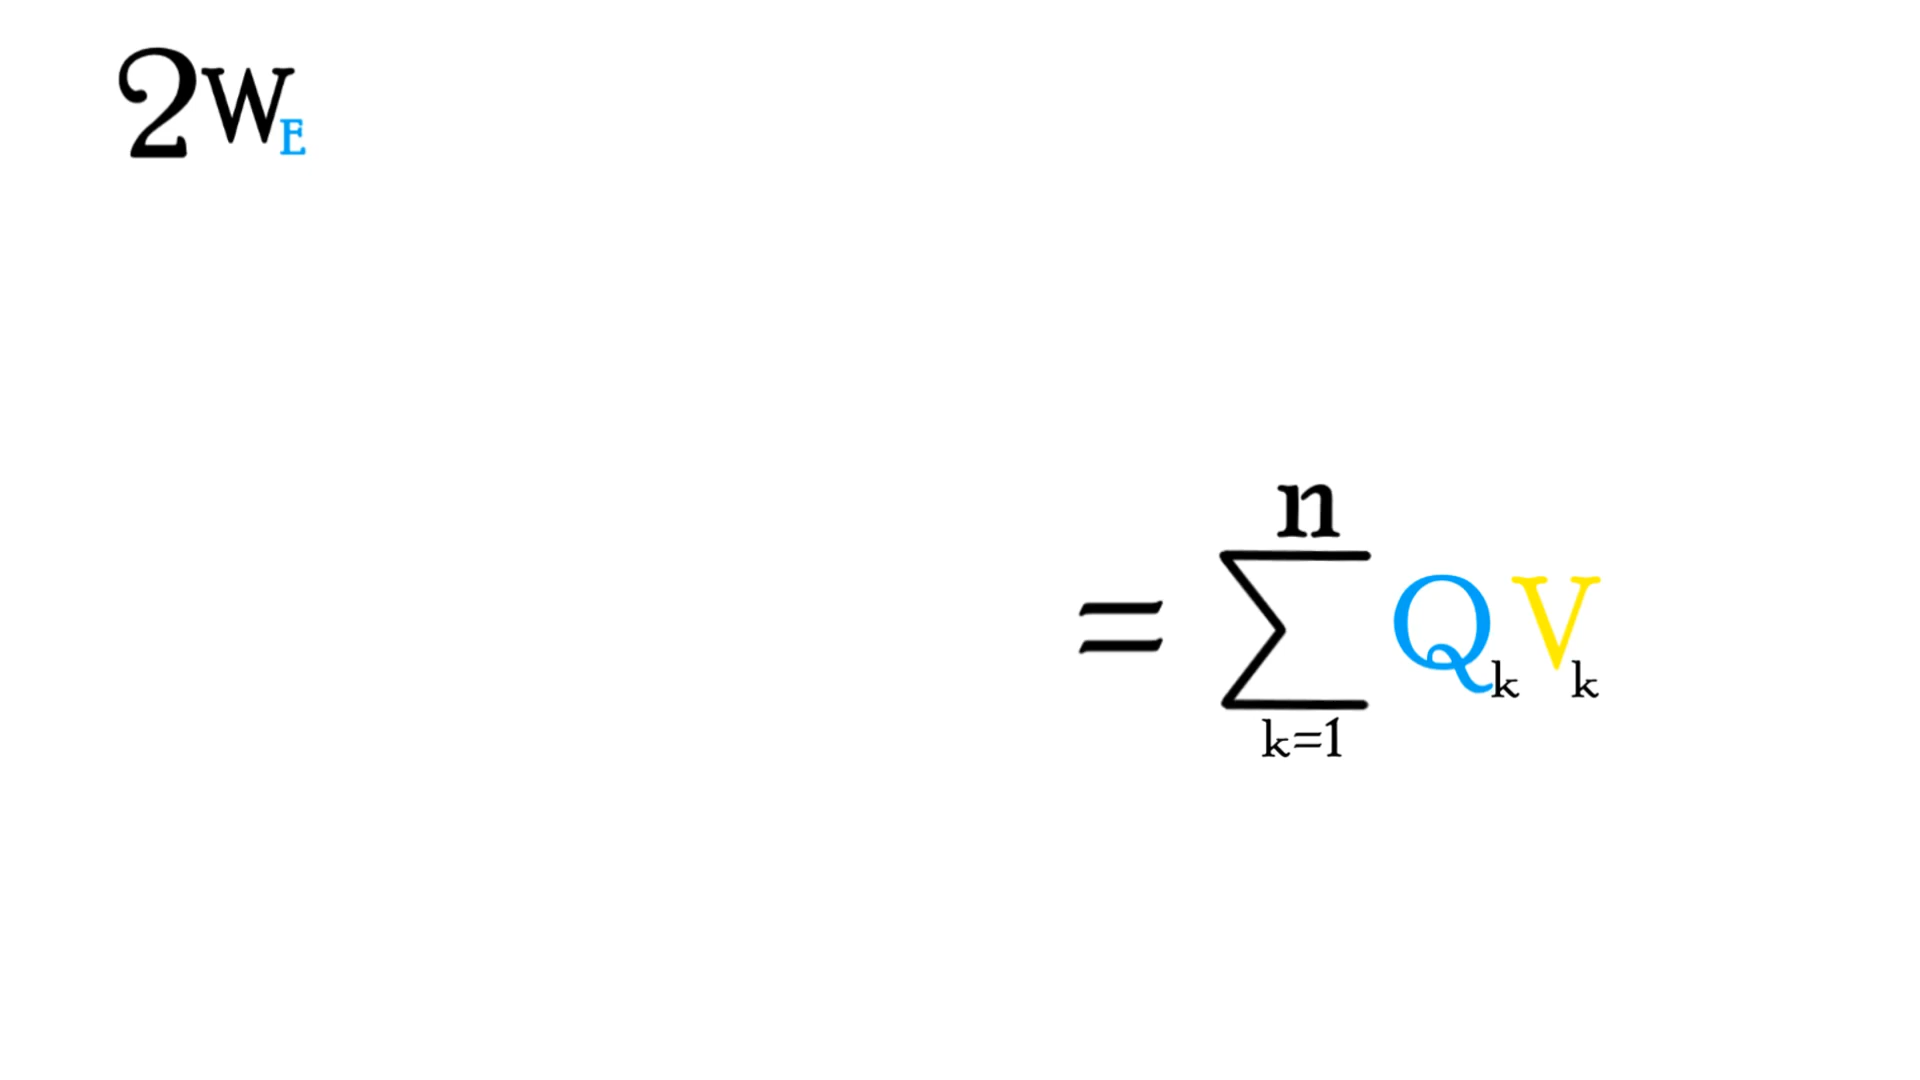 2W_E
n
= ∑ Q_k V_k
k=1